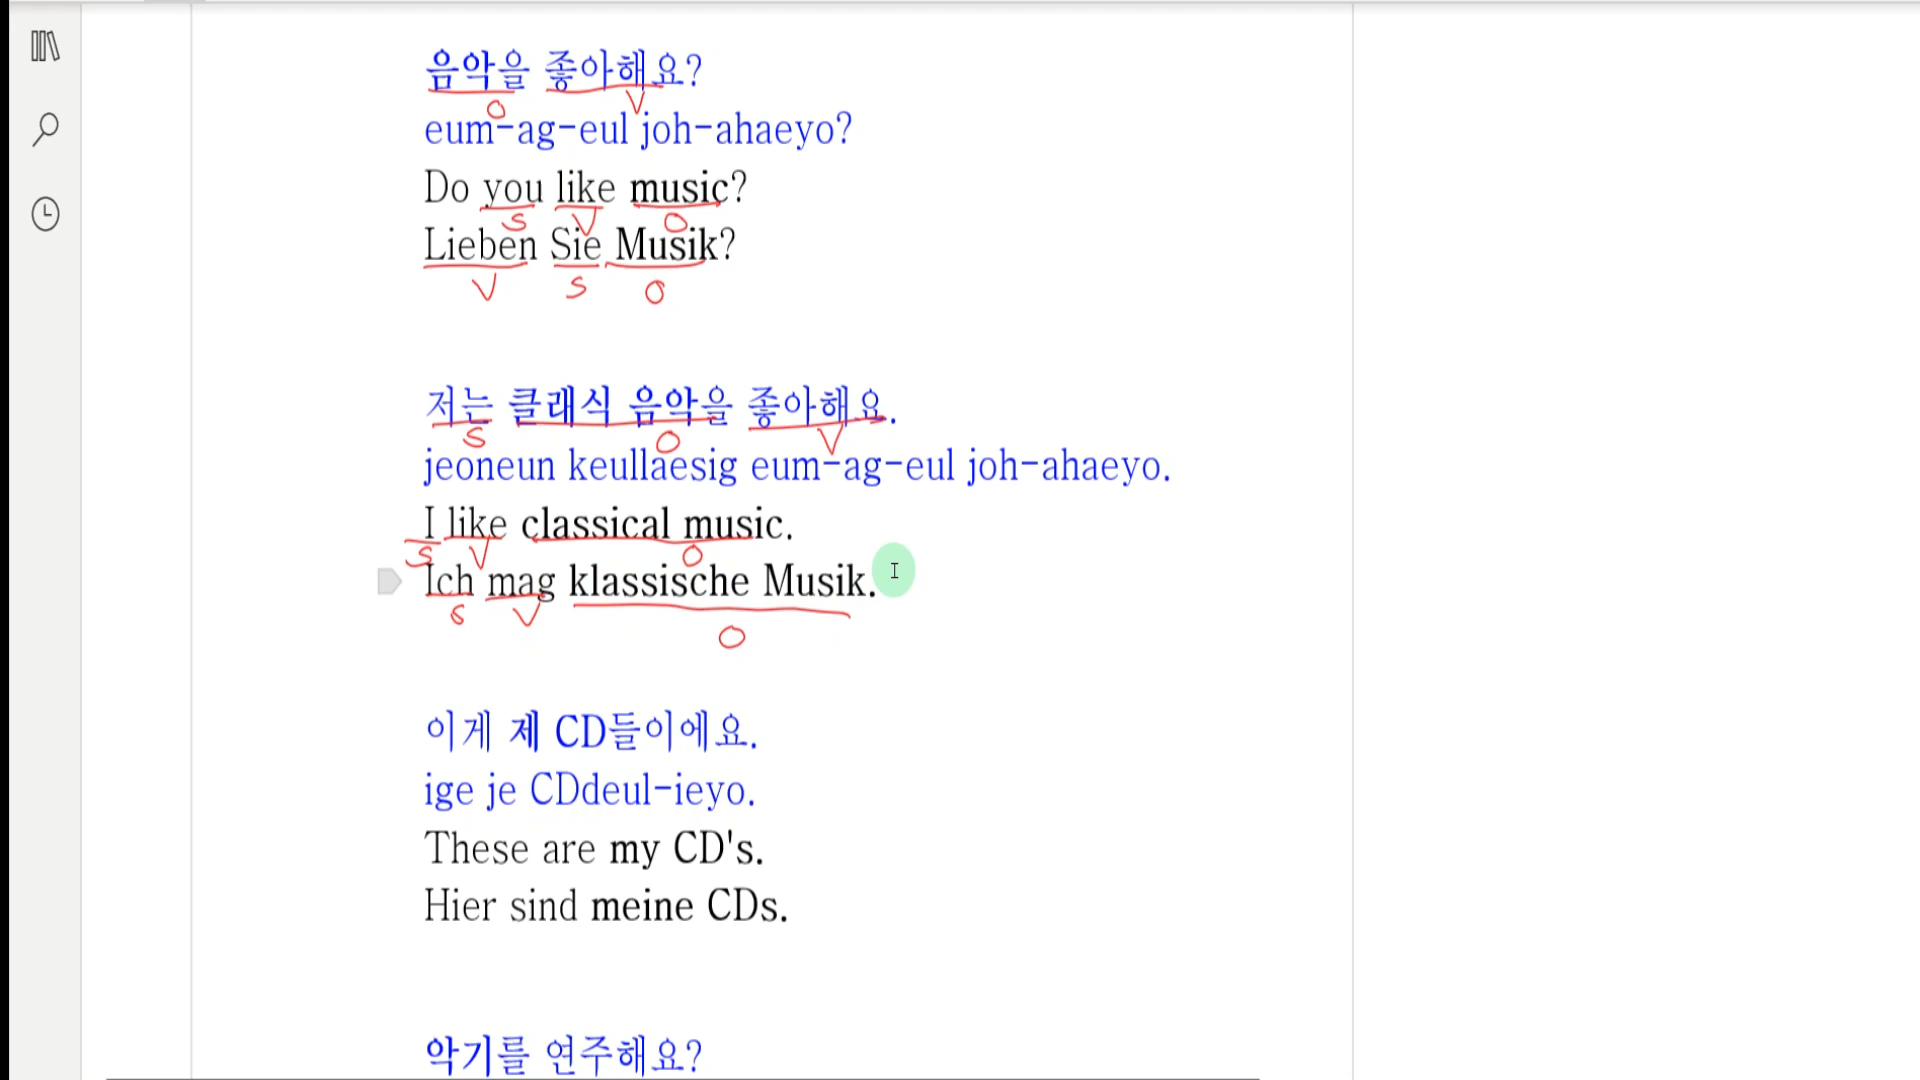 음악을 좋아해요?
O V
eum-ag-eul joh-ahaeyo?
Do you like music?
S V O
Lieben Sie Musik?
V S O
저는 클래식 음악을 좋아해요.
S O V
jeoneun keullaesig eum-ag-eul joh-ahaeyo.
I like classical music.
S V O
Ich mag klassische Musik.
S V O
이게 제 CD들이에요.
ige je CDdeul-ieyo.
These are my CD's.
Hier sind meine CDs.
악기를 연주해요?